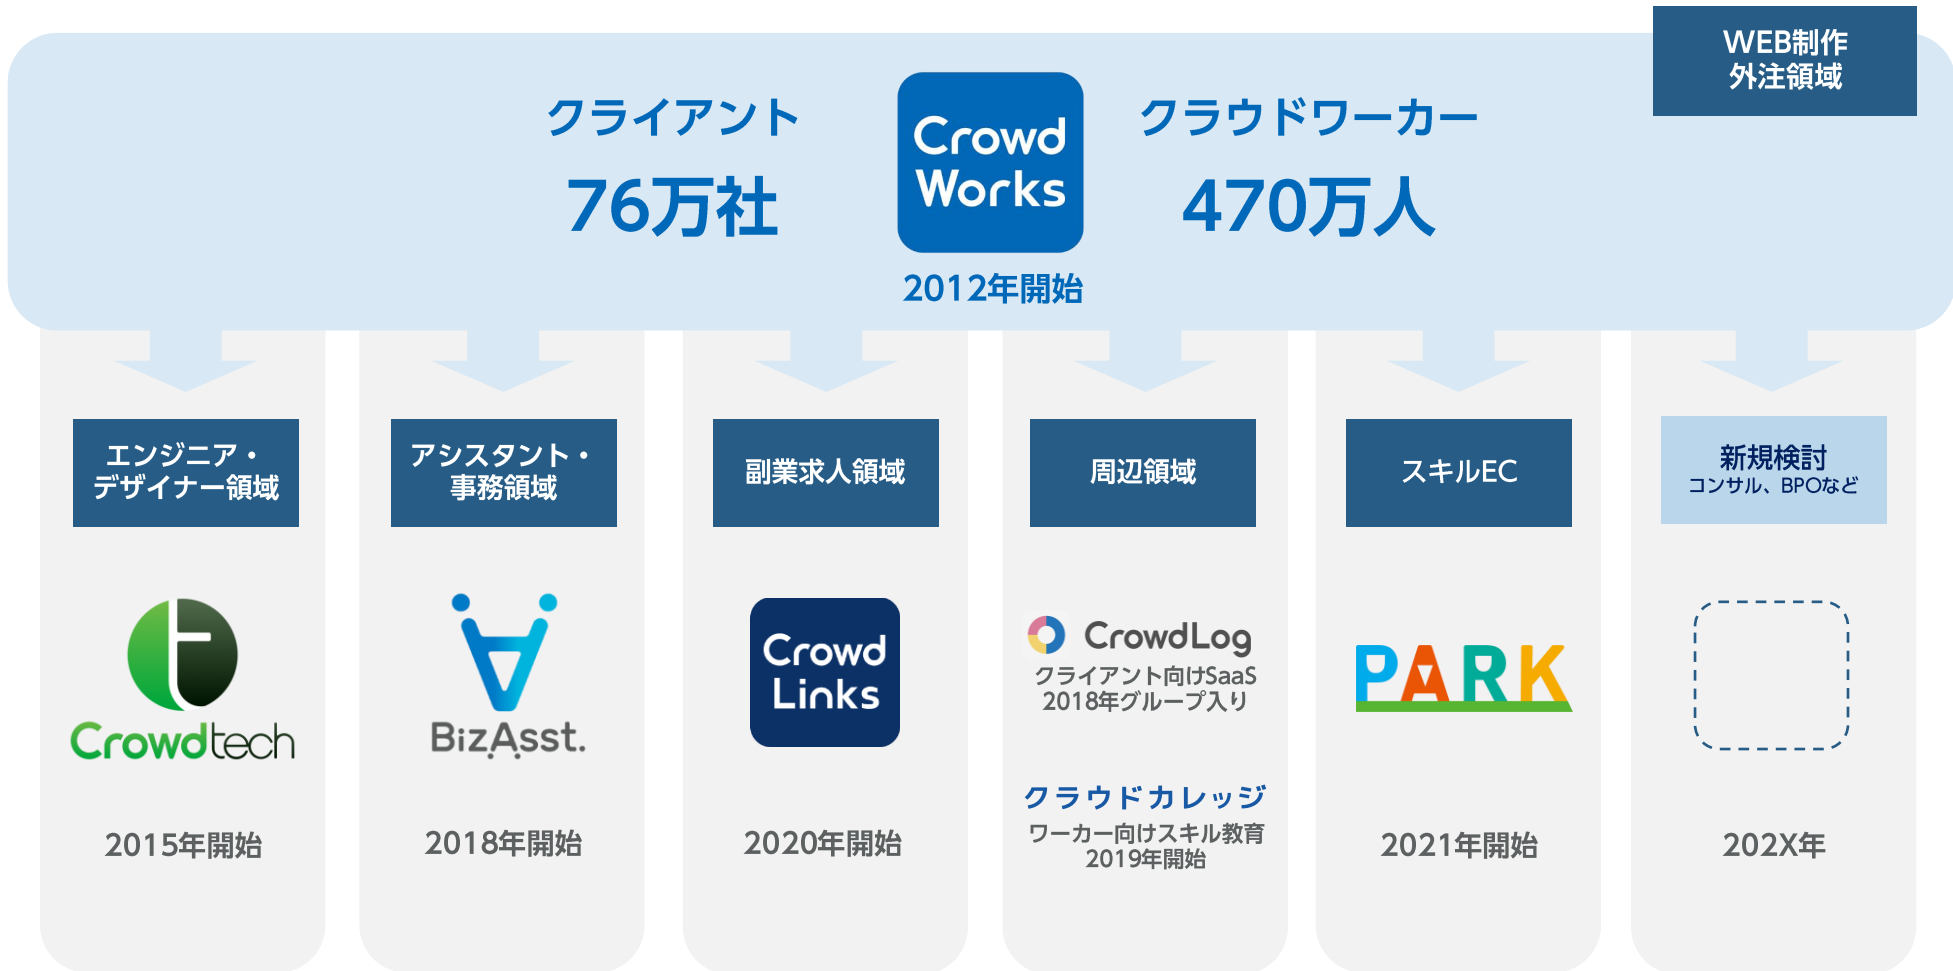 WEB制作
外注領域
クライアント
76万社
Crowd
Works
2012年開始
クラウドワーカー
470万人
エンジニア・
デザイナー領域
Crowdtech
2015年開始
アシスタント・
事務領域
BizAsst.
2018年開始
副業求人領域
Crowd
Links
2020年開始
周辺領域
CrowdLog
クライアント向けSaaS
2018年グループ入り
クラウドカレッジ
ワーカー向けスキル教育
2019年開始
スキルEC
PARK
2021年開始
新規検討
コンサル、BPOなど
202X年